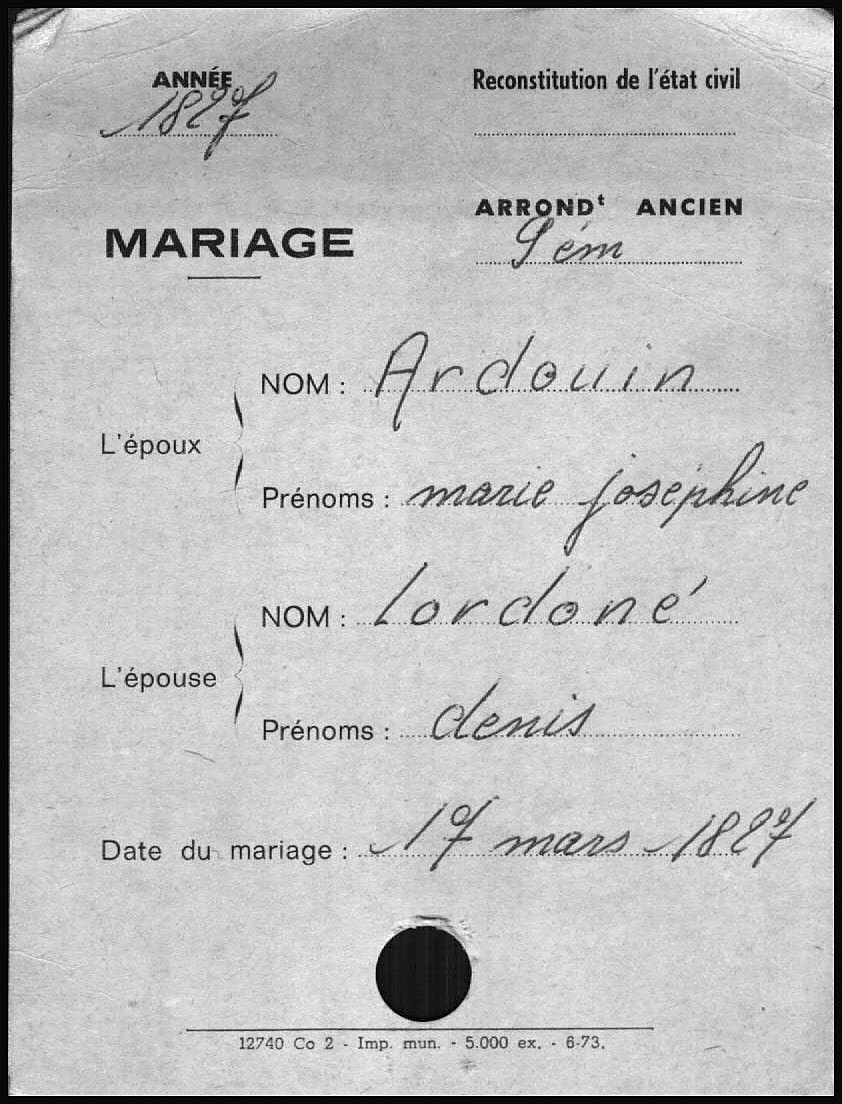 ANNÉE
1827
Reconstitution de l'état civil
ARRONDt ANCIEN
9ém
MARIAGE
L'époux
NOM : Ardouin
Prénoms : marie joséphine
L'épouse
NOM : Lordoné
Prénoms : denis
Date du mariage : 17 mars 1827
12740 Co 2 - Imp. mun. - 5.000 ex. - 6-73.